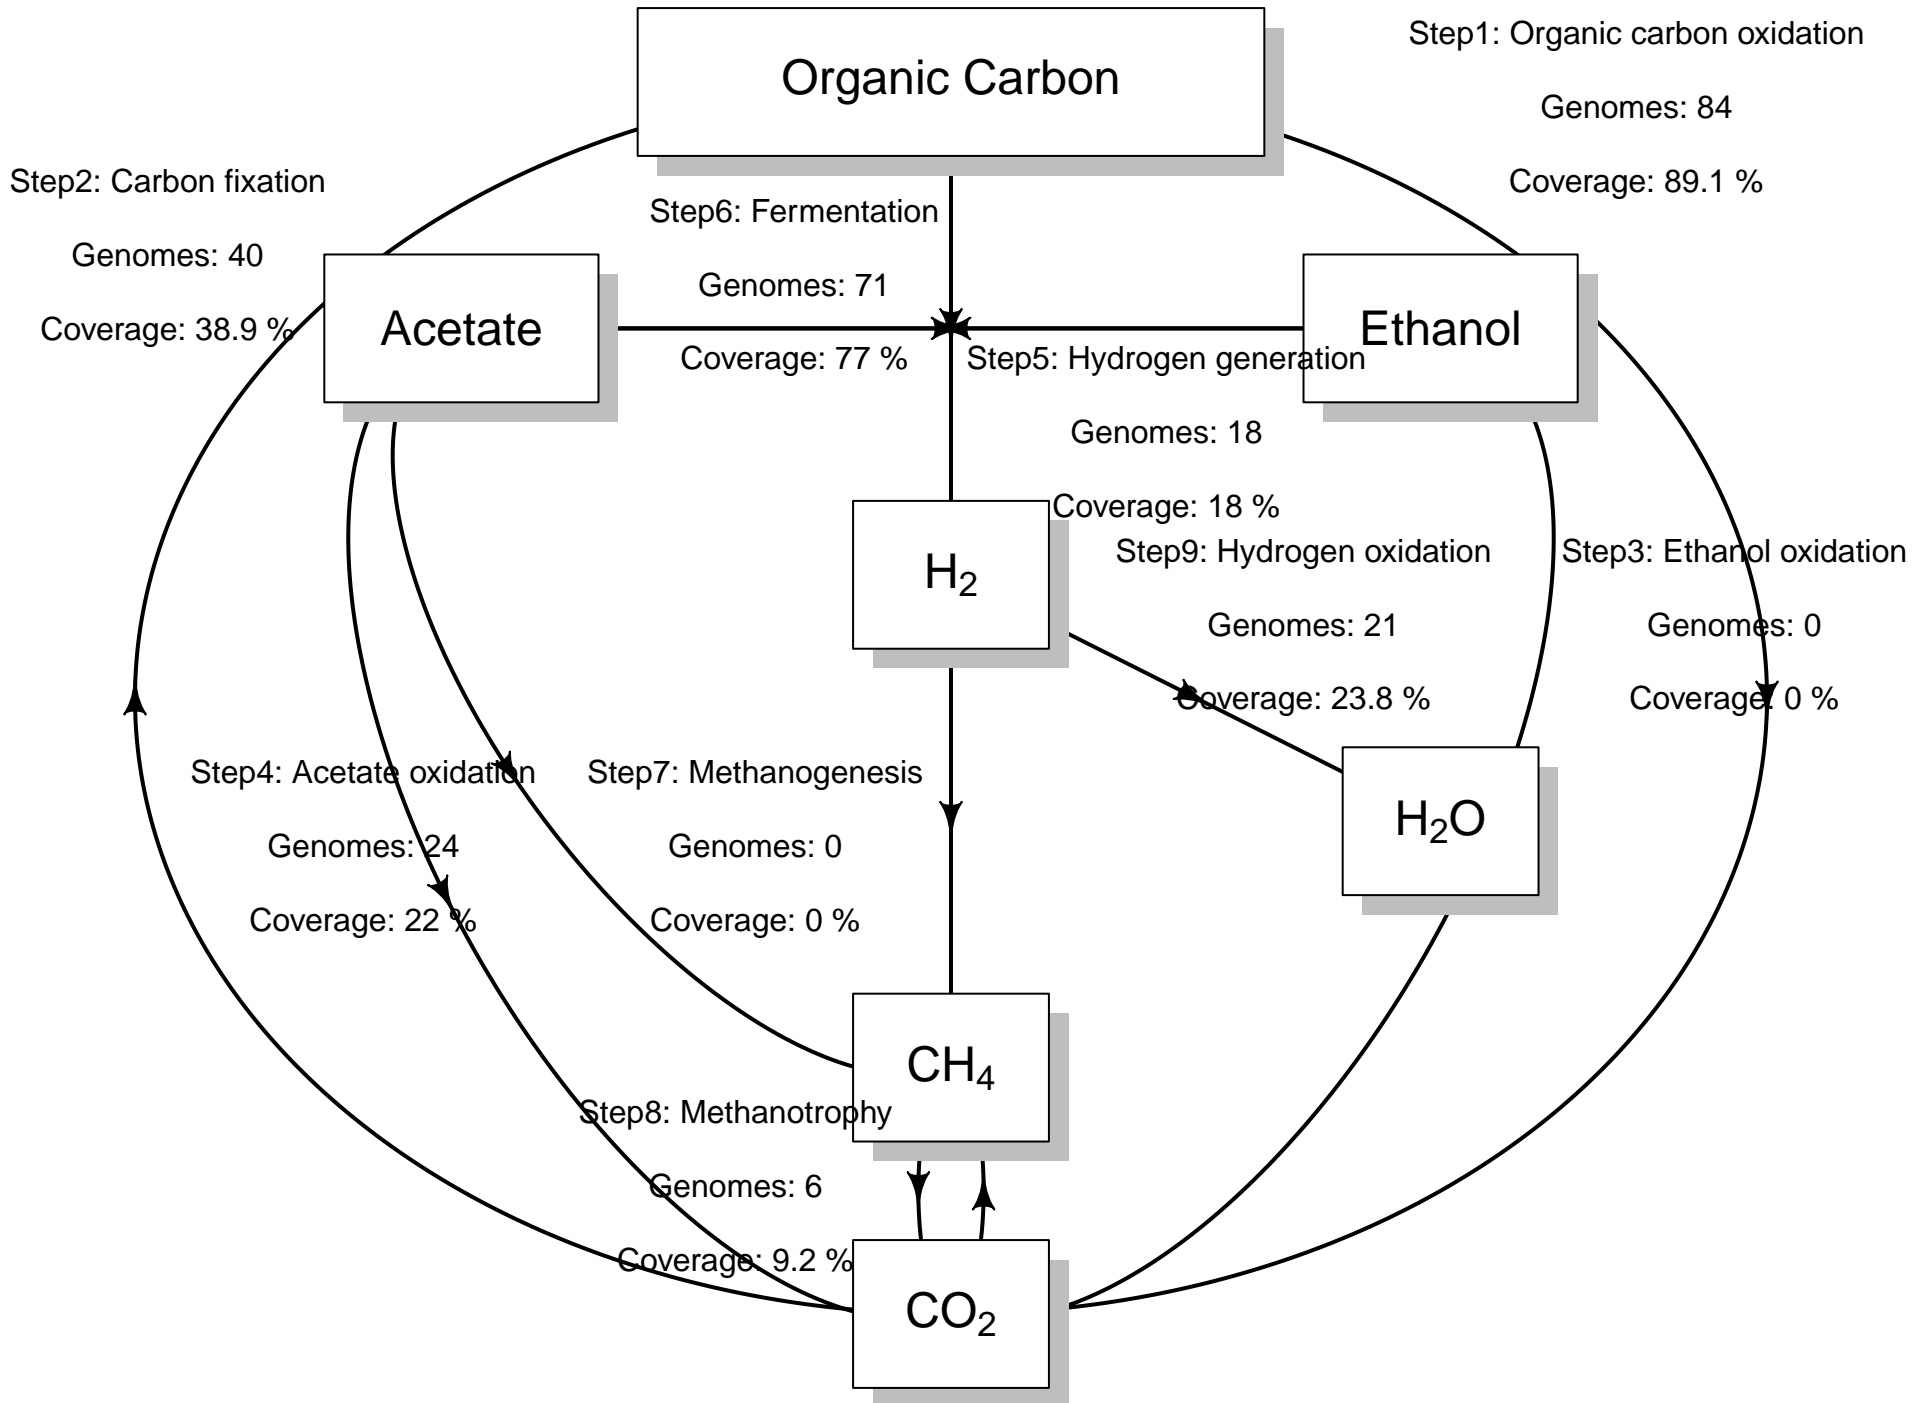 Organic Carbon
Step1: Organic carbon oxidation
Genomes: 84
Coverage: 89.1 %
Step2: Carbon fixation
Genomes: 40
Coverage: 38.9 %
Step6: Fermentation
Genomes: 71
Coverage: 77 %
Acetate
Ethanol
Step5: Hydrogen generation
Genomes: 18
Coverage: 18 %
H₂
Step9: Hydrogen oxidation
Genomes: 21
Coverage: 23.8 %
Step3: Ethanol oxidation
Genomes: 0
Coverage: 0 %
Step4: Acetate oxidation
Genomes: 24
Coverage: 22 %
Step7: Methanogenesis
Genomes: 0
Coverage: 0 %
H₂O
CH₄
Step8: Methanotrophy
Genomes: 6
Coverage: 9.2 %
CO₂